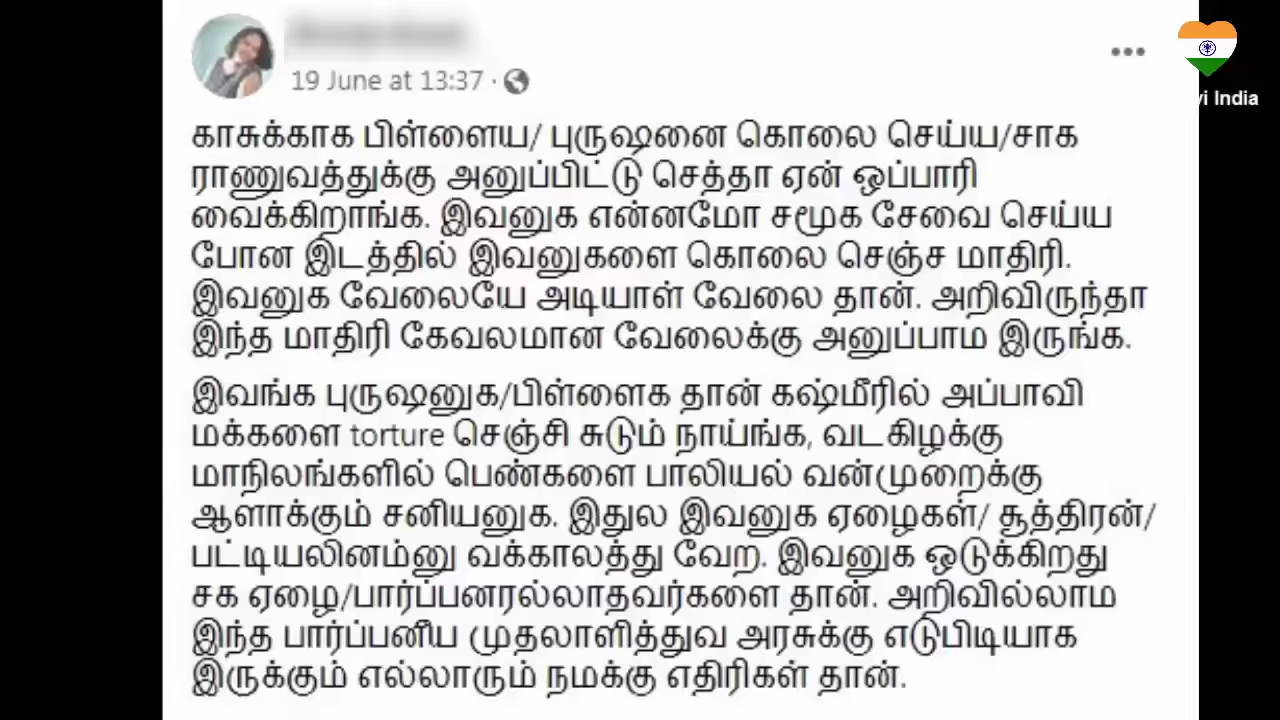 19 June at 13:37 ·
India
காசுக்காக பிள்ளைய/ புருஷனை கொலை செய்ய/சாக
ராணுவத்துக்கு அனுப்பிட்டு செத்தா ஏன் ஒப்பாரி
வைக்கிறாங்க. இவனுக என்னமோ சமூக சேவை செய்ய
போன இடத்தில் இவனுகளை கொலை செஞ்ச மாதிரி.
இவனுக வேலையே அடியாள் வேலை தான். அறிவிருந்தா
இந்த மாதிரி கேவலமான வேலைக்கு அனுப்பாம இருங்க.
இவங்க புருஷனுக/பிள்ளைக தான் கஷ்மீரில் அப்பாவி
மக்களை torture செஞ்சி சுடும் நாய்ங்க, வடகிழக்கு
மாநிலங்களில் பெண்களை பாலியல் வன்முறைக்கு
ஆளாக்கும் சனியனுக. இதுல இவனுக ஏழைகள்/ சூத்திரன்/
பட்டியலினம்னு வக்காலத்து வேற. இவனுக ஒடுக்கிறது
சக ஏழை/பார்ப்பனரல்லாதவர்களை தான். அறிவில்லாம
இந்த பார்ப்பனீய முதலாளித்துவ அரசுக்கு எடுபிடியாக
இருக்கும் எல்லாரும் நமக்கு எதிரிகள் தான்.